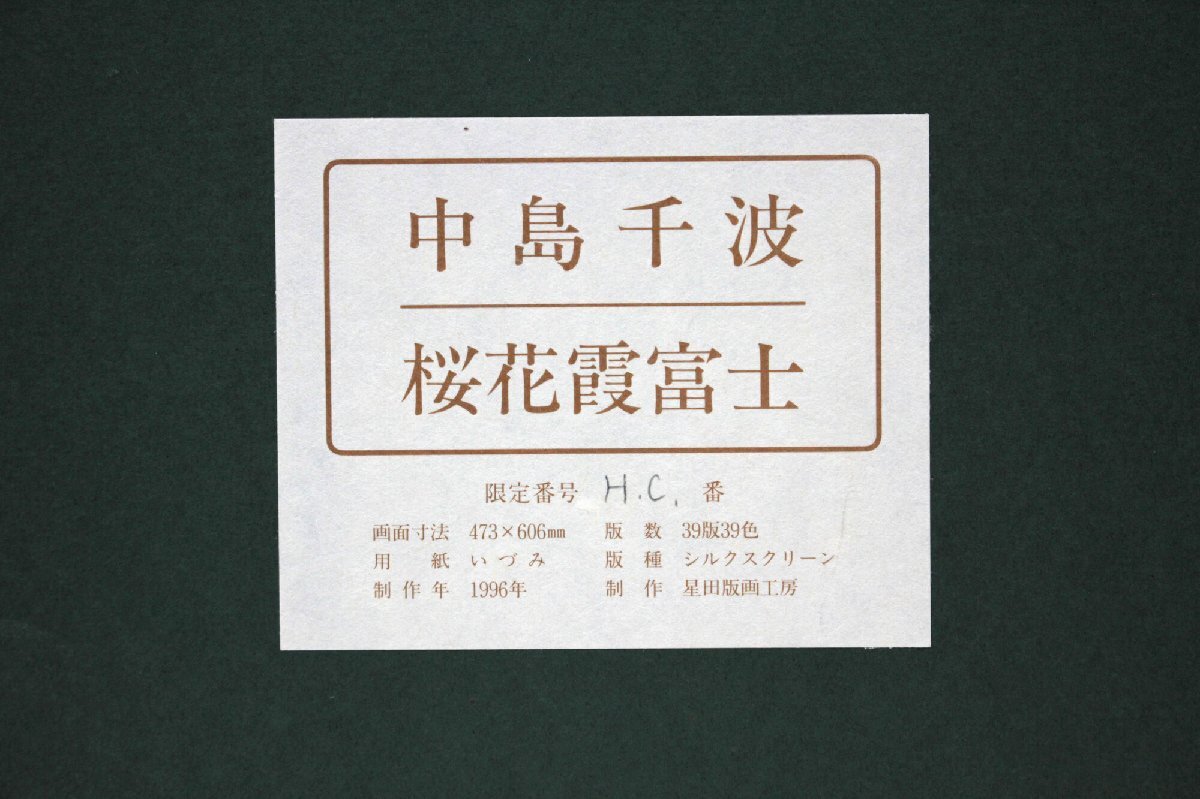 中島千波
桜花霞富士
限定番号 H.C. 番
画面寸法 473×606㎜ 版数 39版39色
用紙 いづみ 版種 シルクスクリーン
制作年 1996年 制作 星田版画工房